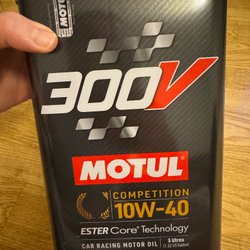 300V
MOTUL
COMPETITION
10W-40
ESTER Core Technology
CAR RACING MOTOR OIL
5 litres